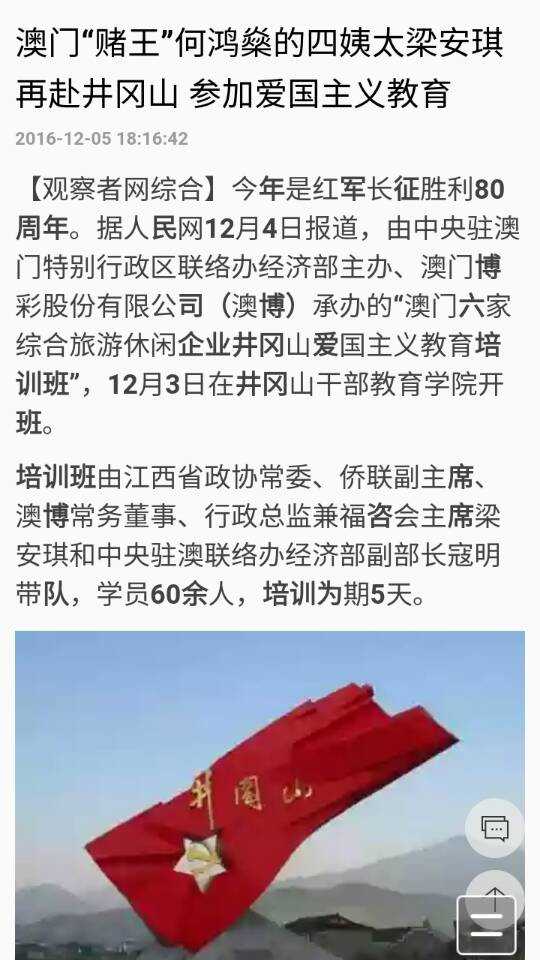 澳门“赌王”何鸿燊的四姨太梁安琪
再赴井冈山 参加爱国主义教育
2016-12-05 18:16:42
【观察者网综合】今年是红军长征胜利80
周年。据人民网12月4日报道，由中央驻澳
门特别行政区联络办经济部主办、澳门博
彩股份有限公司（澳博）承办的“澳门六家
综合旅游休闲企业井冈山爱国主义教育培
训班”，12月3日在井冈山干部教育学院开
班。
培训班由江西省政协常委、侨联副主席、
澳博常务董事、行政总监兼福咨会主席梁
安琪和中央驻澳联络办经济部副部长寇明
带队，学员60余人，培训为期5天。
井冈山